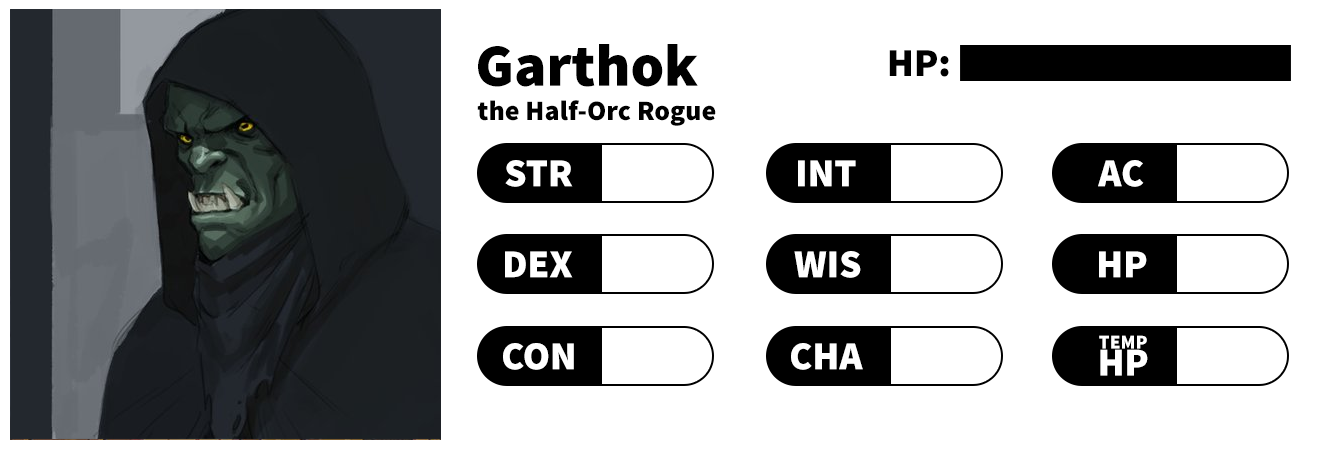 Garthok
the Half-Orc Rogue
HP:
STR
INT
AC
DEX
WIS
HP
CON
CHA
TEMP
HP